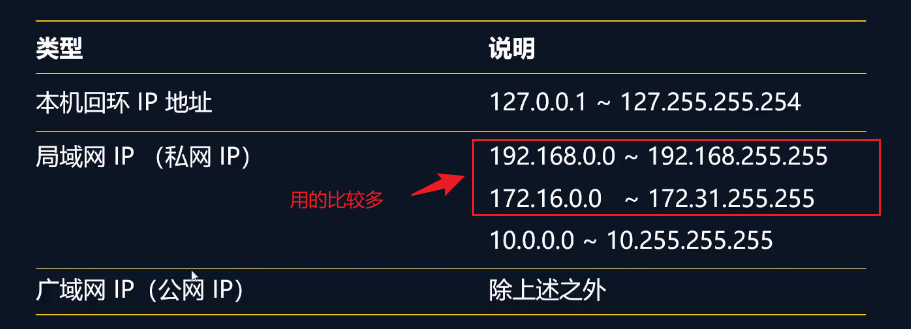 类型 说明
本机回环 IP 地址 127.0.0.1 ~ 127.255.255.254
局域网 IP （私网 IP） 192.168.0.0 ~ 192.168.255.255
用的比较多 172.16.0.0 ~ 172.31.255.255
10.0.0.0 ~ 10.255.255.255
广域网 IP（公网 IP） 除上述之外